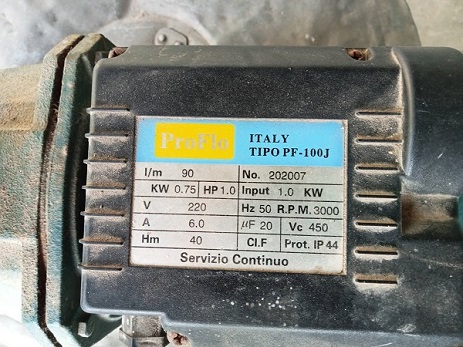 ProFlo
ITALY
TIPO PF-100J
l/m 90 No. 202007
KW 0.75 HP 1.0 Input 1.0 KW
V 220 Hz 50 R.P.M. 3000
A 6.0 µF 20 Vc 450
Hm 40 Cl.F Prot. IP 44
Servizio Continuo